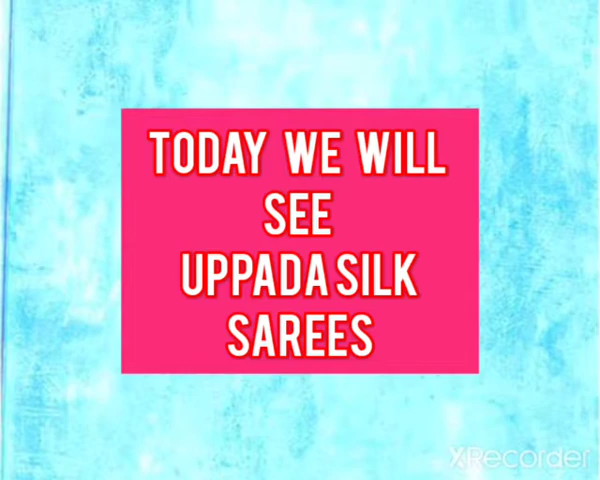 TODAY WE WILL
SEE
UPPADA SILK
SAREES
XRecorder